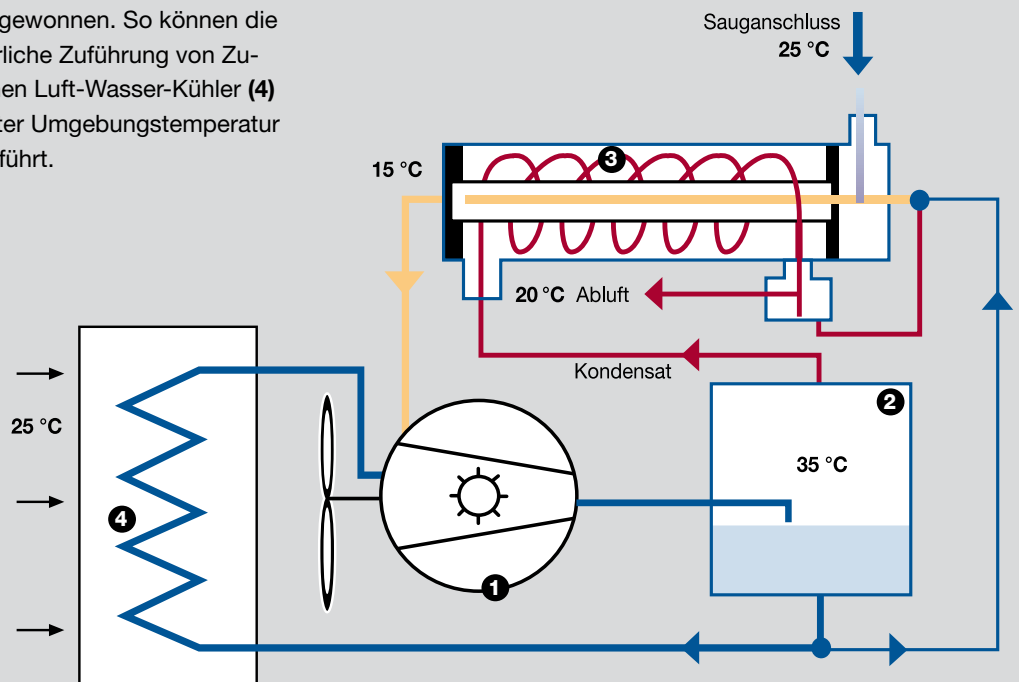 gewonnen. So können die
rliche Zuführung von Zu-
en Luft-Wasser-Kühler (4)
ter Umgebungstemperatur
führt.
Sauganschluss
25 °C
15 °C
3
20 °C Abluft
Kondensat
2
35 °C
25 °C
4
1